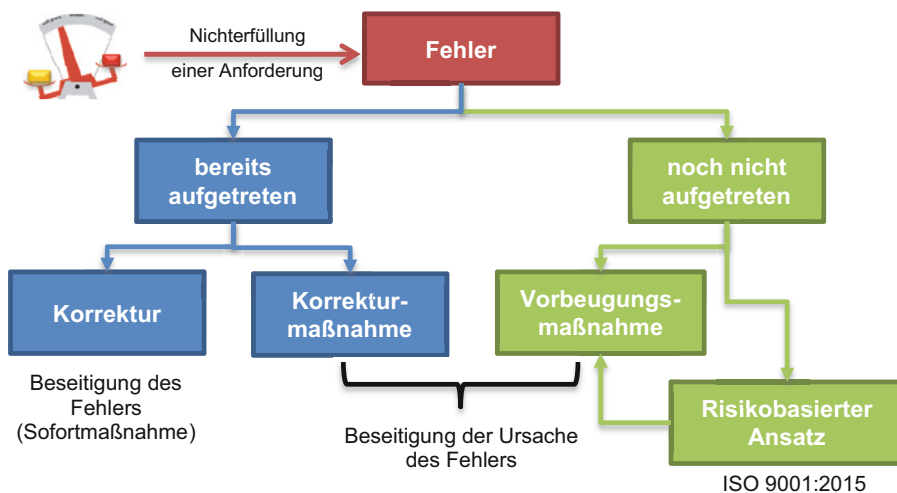 Nichterfüllung
einer Anforderung
Fehler
bereits
aufgetreten
noch nicht
aufgetreten
Korrektur
Korrektur-
maßnahme
Vorbeugungs-
maßnahme
Beseitigung des
Fehlers
(Sofortmaßnahme)
Beseitigung der Ursache
des Fehlers
Risikobasierter
Ansatz
ISO 9001:2015